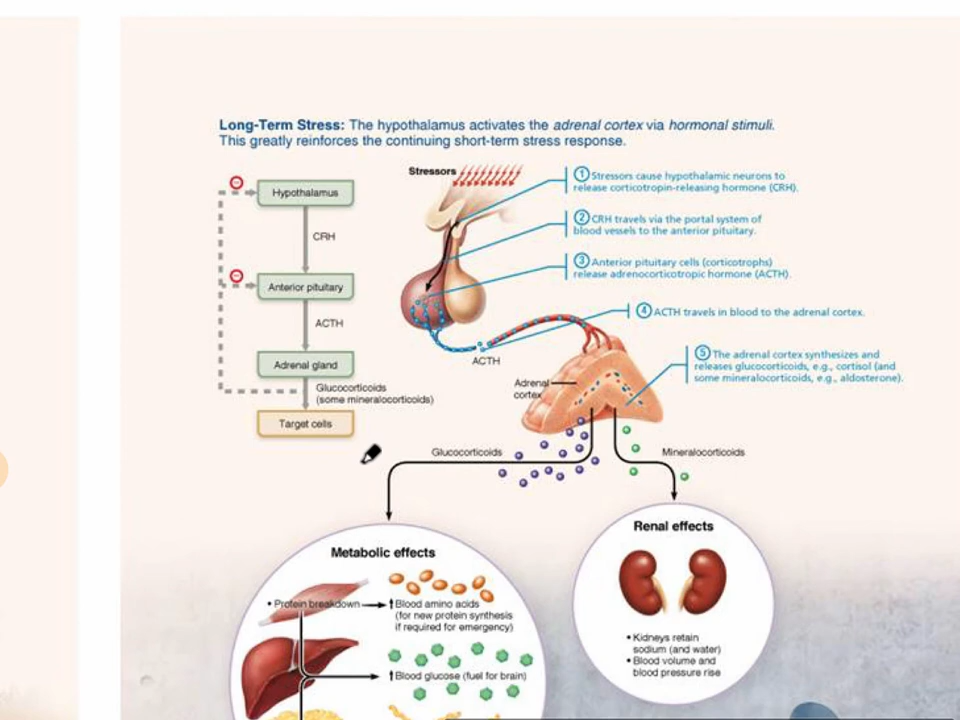 Long-Term Stress: The hypothalamus activates the adrenal cortex via hormonal stimuli.
This greatly reinforces the continuing short-term stress response.
Hypothalamus
CRH
Anterior pituitary
ACTH
Adrenal gland
Glucocorticoids
(some mineralocorticoids)
Target cells
Stressors
1 Stressors cause hypothalamic neurons to
release corticotropin-releasing hormone (CRH).
2 CRH travels via the portal system of
blood vessels to the anterior pituitary.
3 Anterior pituitary cells (corticotrophs)
release adrenocorticotropic hormone (ACTH).
4 ACTH travels in blood to the adrenal cortex.
ACTH
5 The adrenal cortex synthesizes and
releases glucocorticoids, e.g., cortisol (and
some mineralocorticoids, e.g., aldosterone).
Adrenal
cortex
Glucocorticoids
Mineralocorticoids
Metabolic effects
• Protein breakdown
Blood amino acids
(for new protein synthesis
if required for emergency)
Blood glucose (fuel for brain)
Renal effects
• Kidneys retain
sodium (and water)
• Blood volume and
blood pressure rise